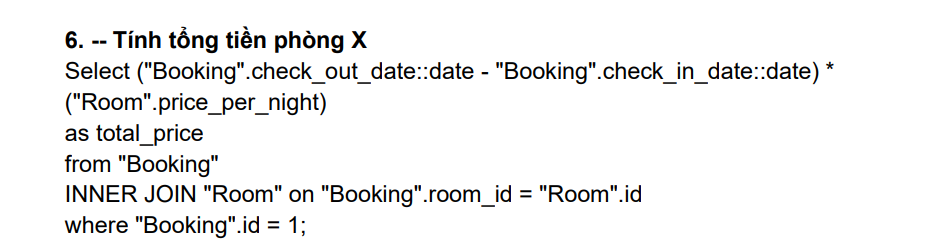 6. -- Tính tổng tiền phòng X
Select ("Booking".check_out_date::date - "Booking".check_in_date::date) *
("Room".price_per_night)
as total_price
from "Booking"
INNER JOIN "Room" on "Booking".room_id = "Room".id
where "Booking".id = 1;